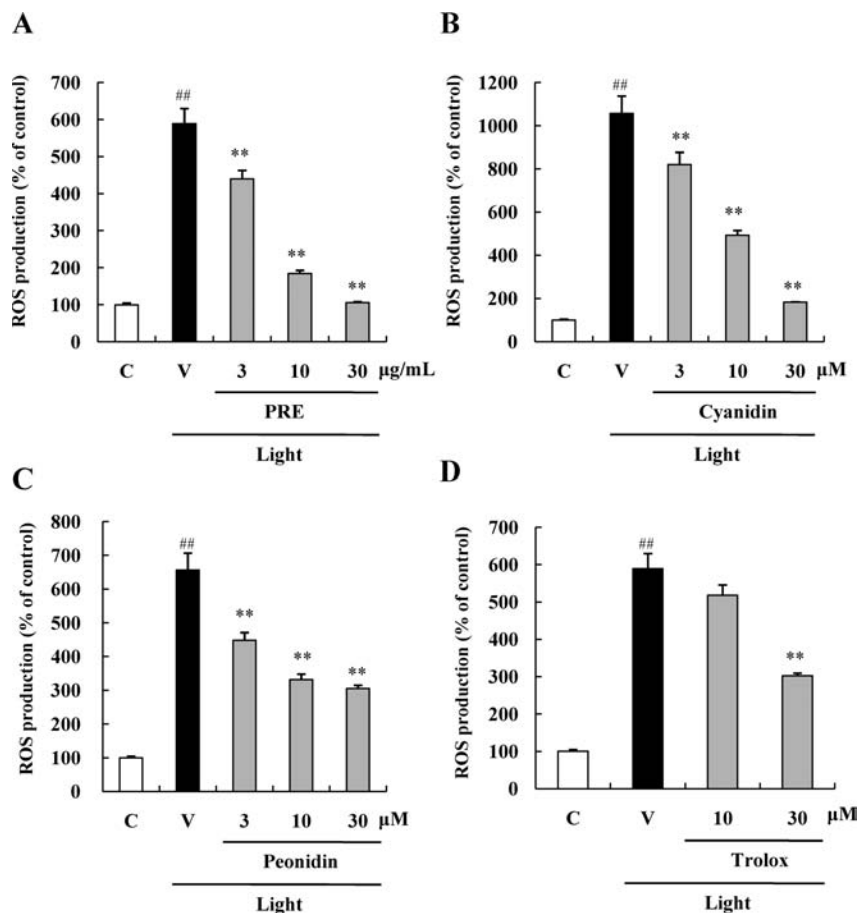 A
ROS production (% of control)
700
600
500
400
300
200
100
0
##
**
**
**
C V 3 10 30 µg/mL
PRE
Light
B
ROS production (% of control)
1200
1000
800
600
400
200
0
##
**
**
**
C V 3 10 30 µM
Cyanidin
Light
C
ROS production (% of control)
800
700
600
500
400
300
200
100
0
##
**
**
**
C V 3 10 30 µM
Peonidin
Light
D
ROS production (% of control)
700
600
500
400
300
200
100
0
##
**
C V 10 30 µM
Trolox
Light